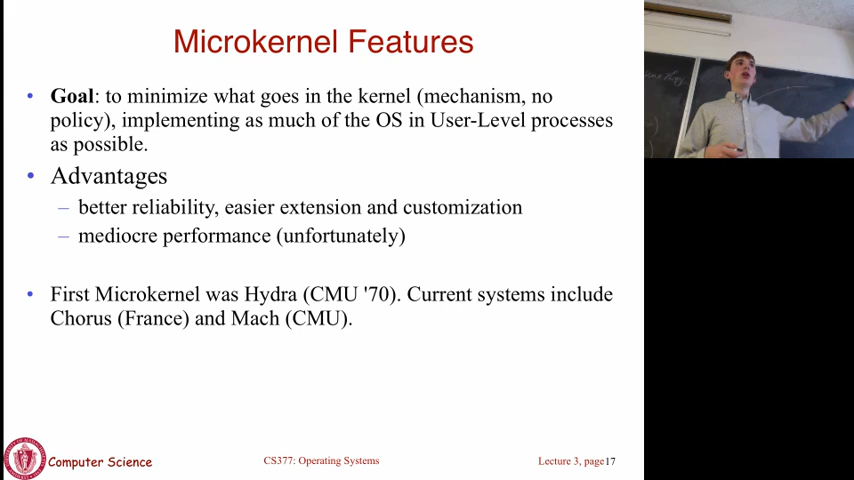 Microkernel Features
• Goal: to minimize what goes in the kernel (mechanism, no
policy), implementing as much of the OS in User-Level processes
as possible.
• Advantages
– better reliability, easier extension and customization
– mediocre performance (unfortunately)
• First Microkernel was Hydra (CMU '70). Current systems include
Chorus (France) and Mach (CMU).
Computer Science
CS377: Operating Systems
Lecture 3, page 17